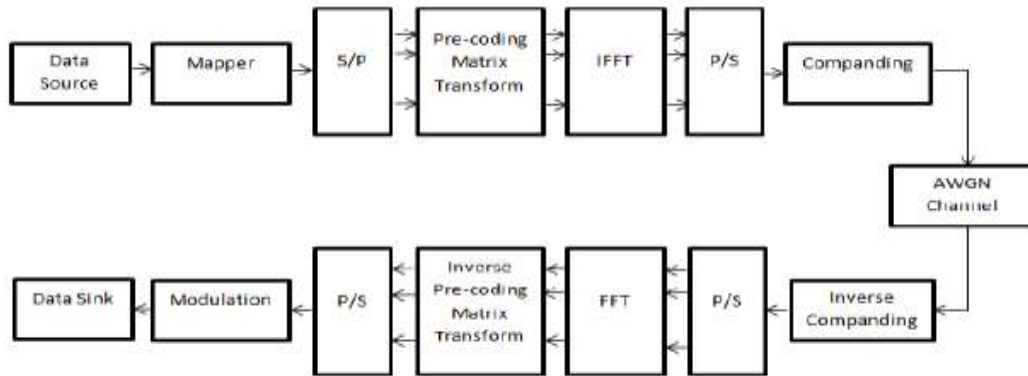 Data
Source
Mapper
S/P
Pre-coding
Matrix
Transform
IFFT
P/S
Companding
AWGN
Channel
Data Sink
Modulation
P/S
Inverse
Pre-coding
Matrix
Transform
FFT
P/S
Inverse
Companding